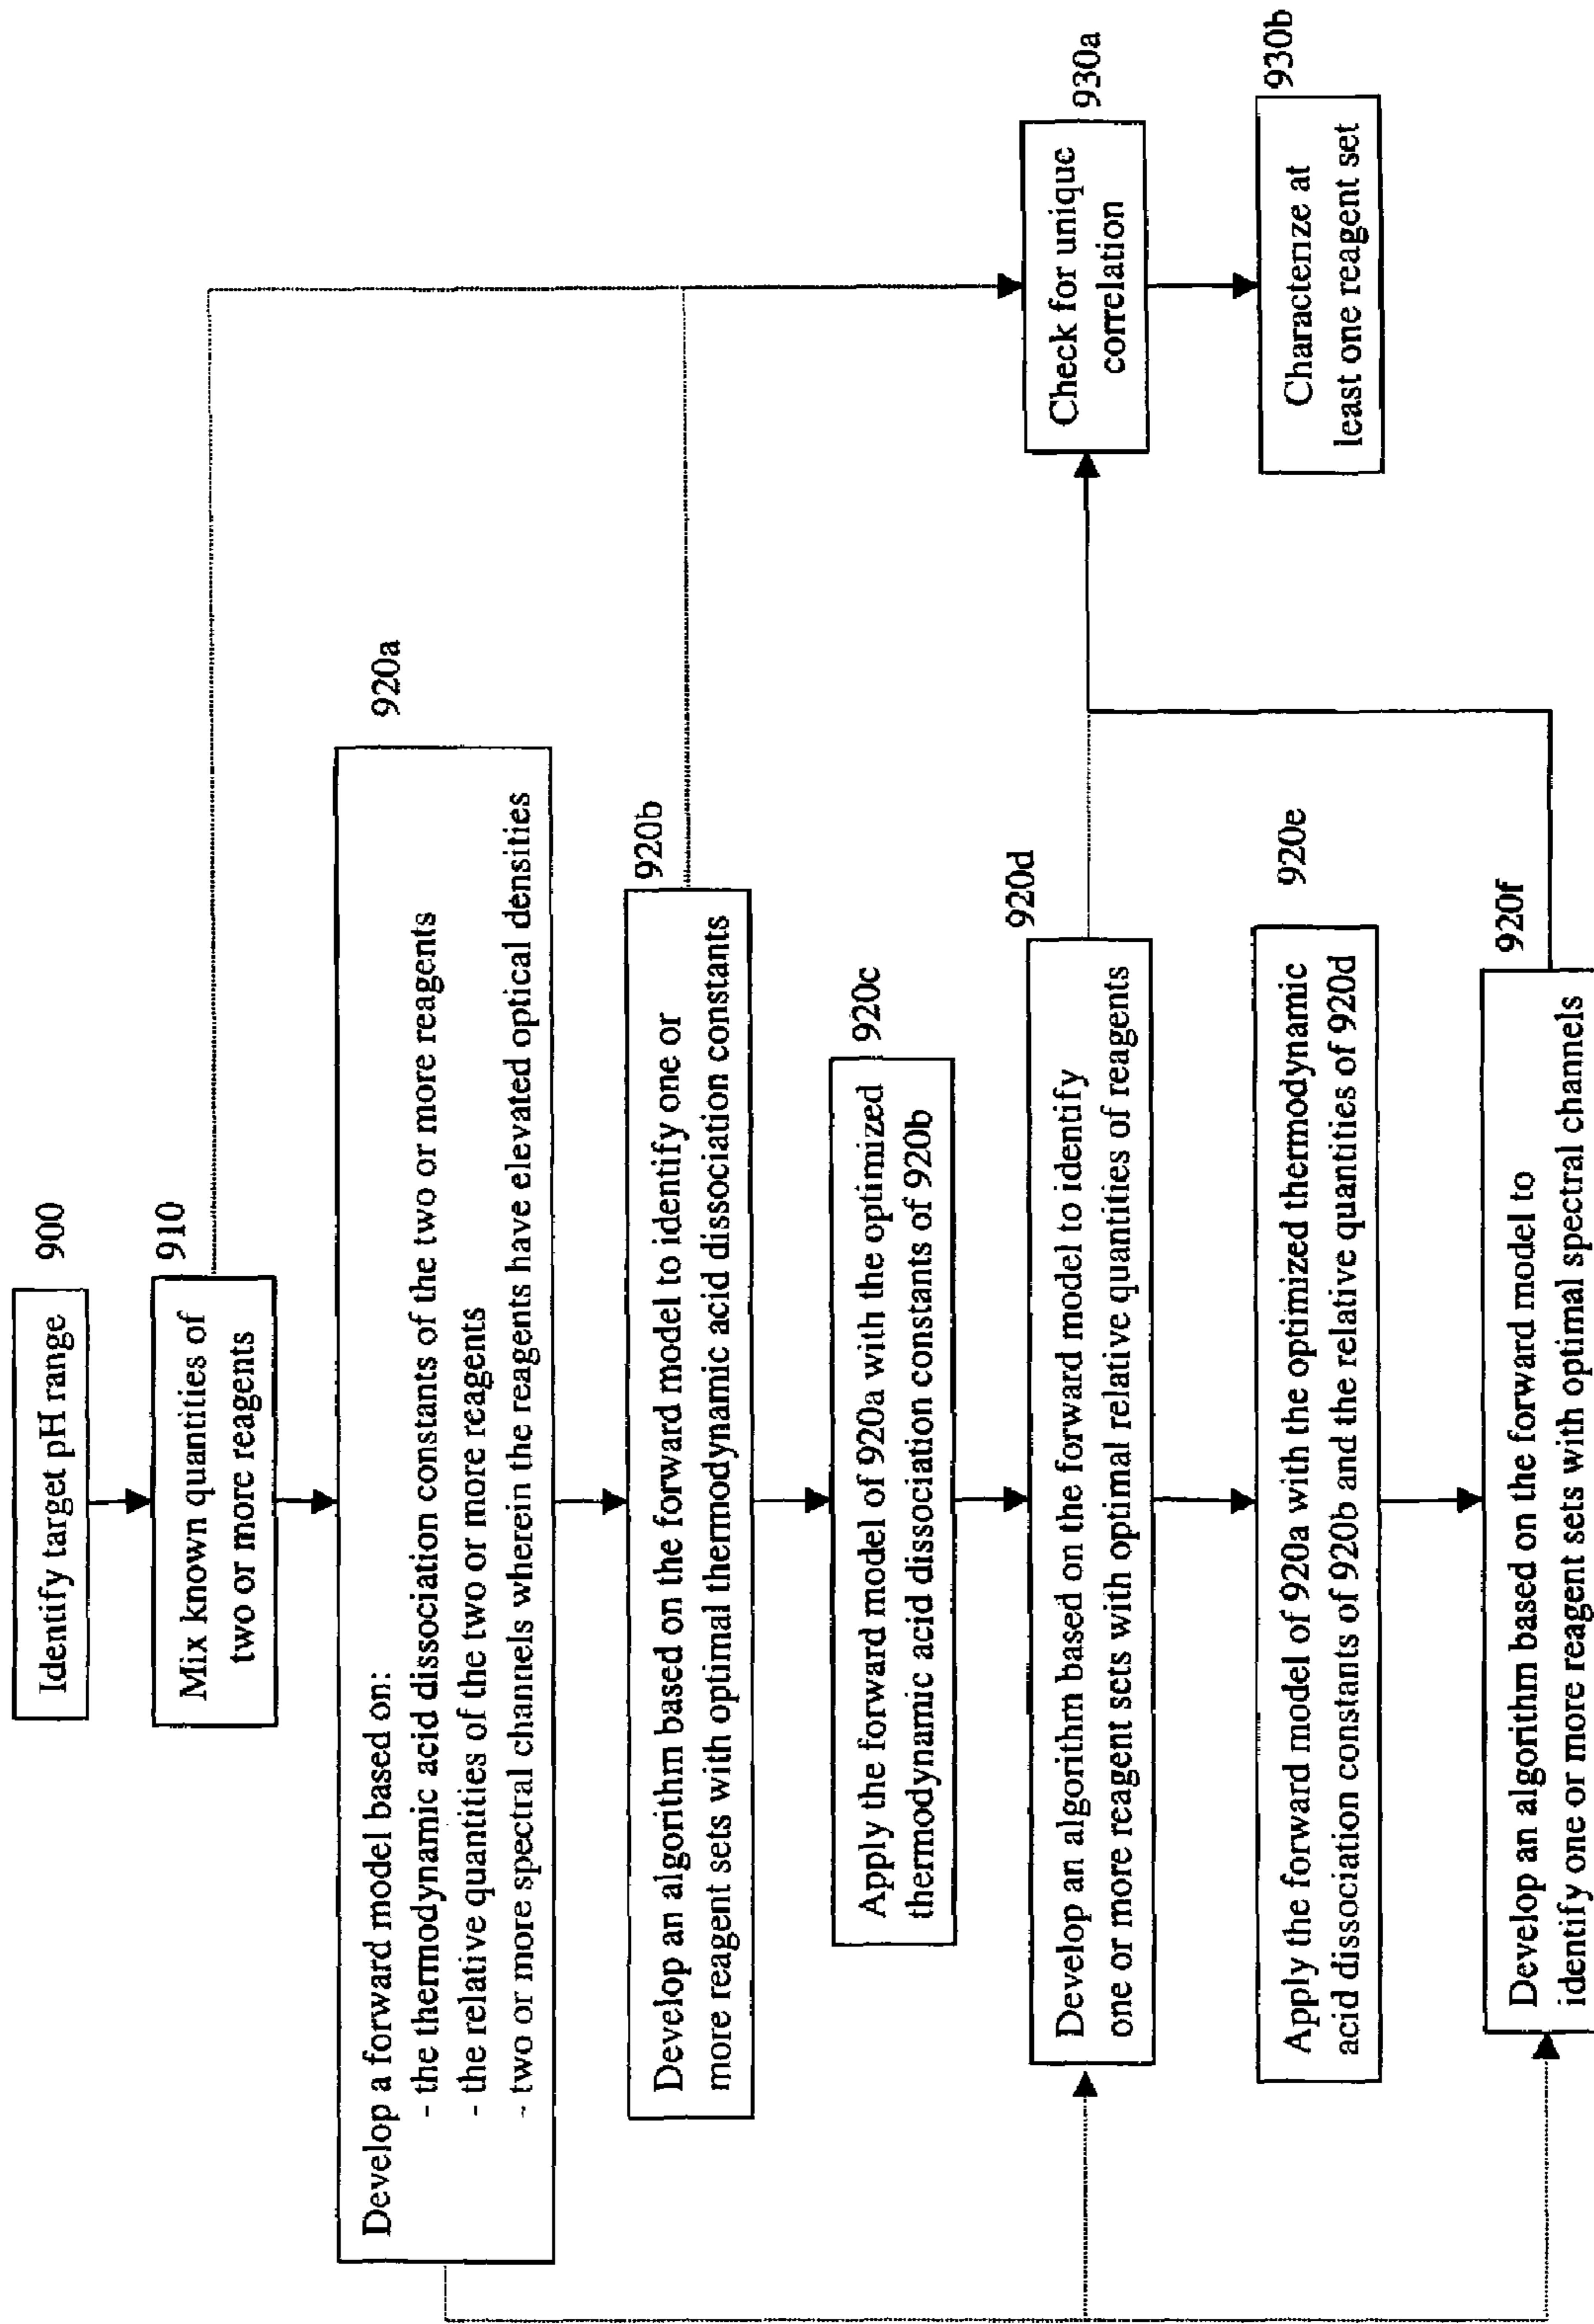 Identify target pH range
900
Mix known quantities of
two or more reagents
910
Develop a forward model based on:
- the thermodynamic acid dissociation constants of the two or more reagents
- the relative quantities of the two or more reagents
- two or more spectral channels wherein the reagents have elevated optical densities
920a
Develop an algorithm based on the forward model to identify one or
more reagent sets with optimal thermodynamic acid dissociation constants
920b
Apply the forward model of 920a with the optimized
thermodynamic acid dissociation constants of 920b
920c
Develop an algorithm based on the forward model to identify
one or more reagent sets with optimal relative quantities of reagents
920d
Apply the forward model of 920a with the optimized thermodynamic
acid dissociation constants of 920b and the relative quantities of 920d
920e
Develop an algorithm based on the forward model to
identify one or more reagent sets with optimal spectral channels
920f
Check for unique
correlation
930a
Characterize at
least one reagent set
930b